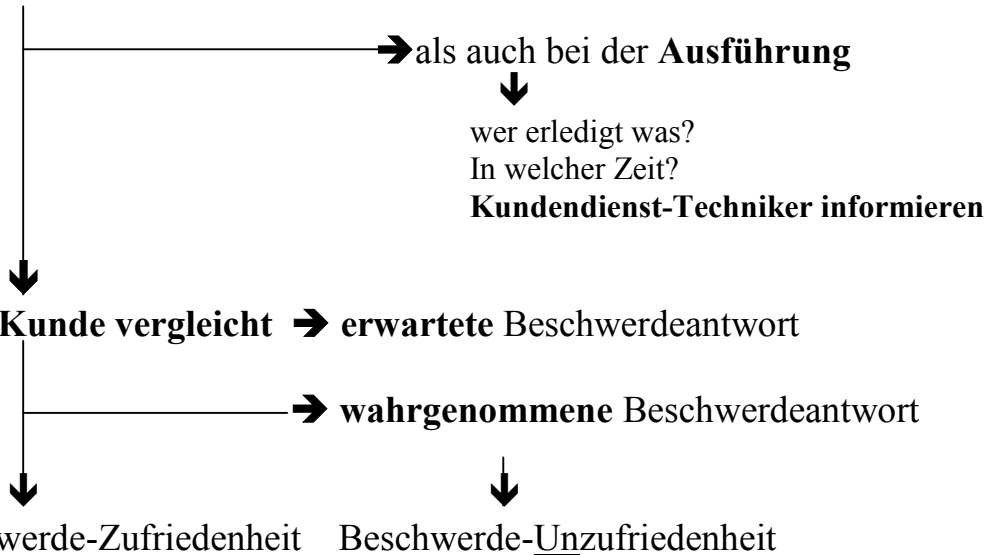 als auch bei der Ausführung
wer erledigt was?
In welcher Zeit?
Kundendienst-Techniker informieren
Kunde vergleicht ➔ erwartete Beschwerdeantwort
➔ wahrgenommene Beschwerdeantwort
werde-Zufriedenheit Beschwerde-Unzufriedenheit